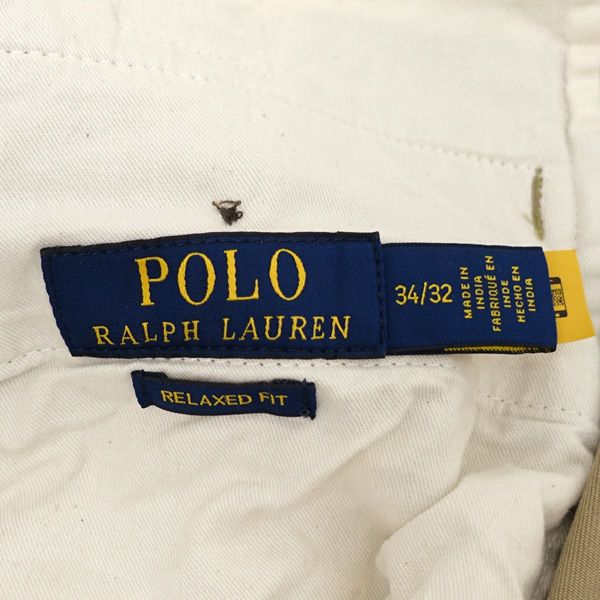 POLO
RALPH LAUREN
34/32
MADE IN
INDIA
FABRIQUÉ EN
INDE
HECHO EN
INDIA
RELAXED FIT